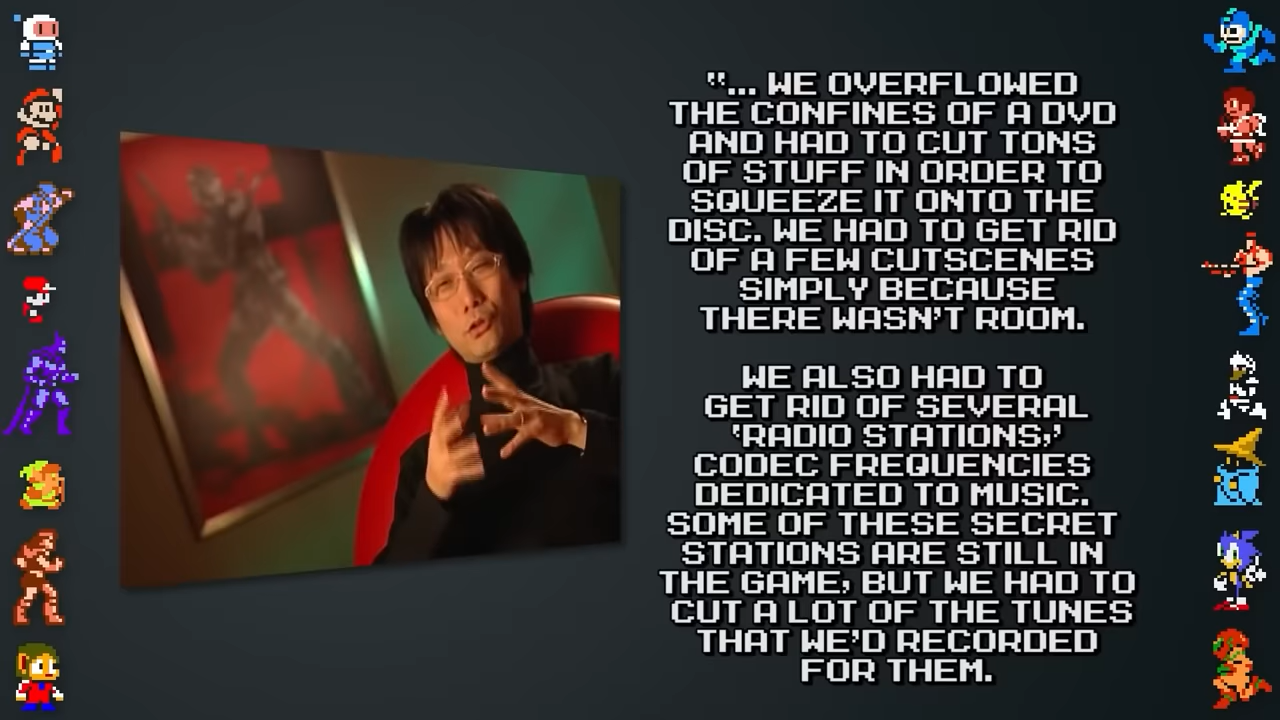 “... WE OVERFLOWED
THE CONFINES OF A DVD
AND HAD TO CUT TONS
OF STUFF IN ORDER TO
SQUEEZE IT ONTO THE
DISC. WE HAD TO GET RID
OF A FEW CUTSCENES
SIMPLY BECAUSE
THERE WASN'T ROOM.
WE ALSO HAD TO
GET RID OF SEVERAL
'RADIO STATIONS,'
CODEC FREQUENCIES
DEDICATED TO MUSIC.
SOME OF THESE SECRET
STATIONS ARE STILL IN
THE GAME, BUT WE HAD TO
CUT A LOT OF THE TUNES
THAT WE'D RECORDED
FOR THEM.